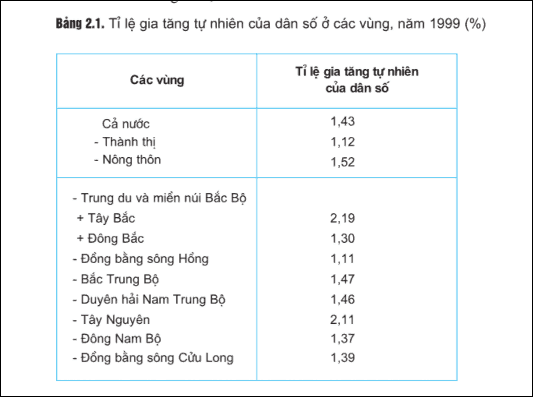 Bảng 2.1. Tỉ lệ gia tăng tự nhiên của dân số ở các vùng, năm 1999 (%)
Các vùng
Tỉ lệ gia tăng tự nhiên
của dân số
Cả nước 1,43
- Thành thị 1,12
- Nông thôn 1,52
- Trung du và miền núi Bắc Bộ
+ Tây Bắc 2,19
+ Đông Bắc 1,30
- Đồng bằng sông Hồng 1,11
- Bắc Trung Bộ 1,47
- Duyên hải Nam Trung Bộ 1,46
- Tây Nguyên 2,11
- Đông Nam Bộ 1,37
- Đồng bằng sông Cửu Long 1,39